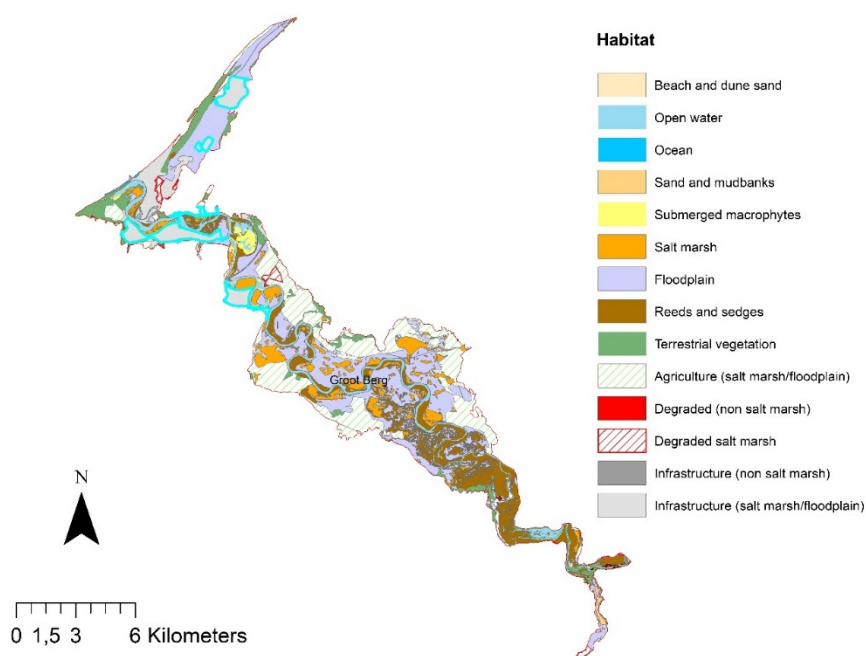 Habitat
Beach and dune sand
Open water
Ocean
Sand and mudbanks
Submerged macrophytes
Salt marsh
Floodplain
Reeds and sedges
Terrestrial vegetation
Agriculture (salt marsh/floodplain)
Degraded (non salt marsh)
Degraded salt marsh
Infrastructure (non salt marsh)
Infrastructure (salt marsh/floodplain)
Groot Berg
N
0 1,5 3 6 Kilometers